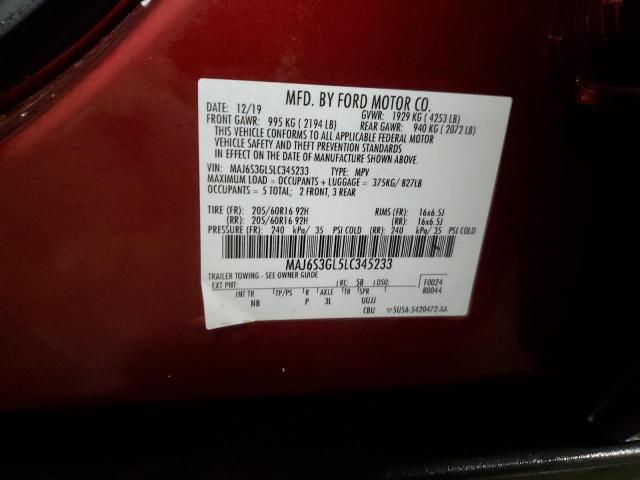 MFD. BY FORD MOTOR CO.
DATE: 12/19 GVWR: 1929 KG ( 4253 LB)
FRONT GAWR: 995 KG ( 2194 LB) REAR GAWR: 940 KG ( 2072 LB)
THIS VEHICLE CONFORMS TO ALL APPLICABLE FEDERAL MOTOR
VEHICLE SAFETY AND BUMPER STANDARDS
IN EFFECT ON THE DATE OF MANUFACTURE SHOWN ABOVE.
VIN: MAJ6S3GL5LC345233 TYPE: MPV
MAXIMUM LOAD = OCCUPANTS + LUGGAGE = 375KG/ 827LB
OCCUPANTS = 5 TOTAL; 2 FRONT, 3 REAR
TIRE (FR): 205/60R16 92H RIMS (FR): 16x6.5J
(RR): 205/60R16 92H (RR): 16x6.5J
PRESSURE (FR): 240 kPa/ 35 PSI COLD (RR): 240 kPa/ 35 PSI COLD
MAJ6S3GL5LC345233
TRAILER TOWING - SEE OWNER GUIDE
EXT PNT: RC: 58 DSO: F0024
R0044
INT TR TP/PS R AXLE TR SPR
NB P 3L UUJJ
CBU 5U5A-5420472-AA